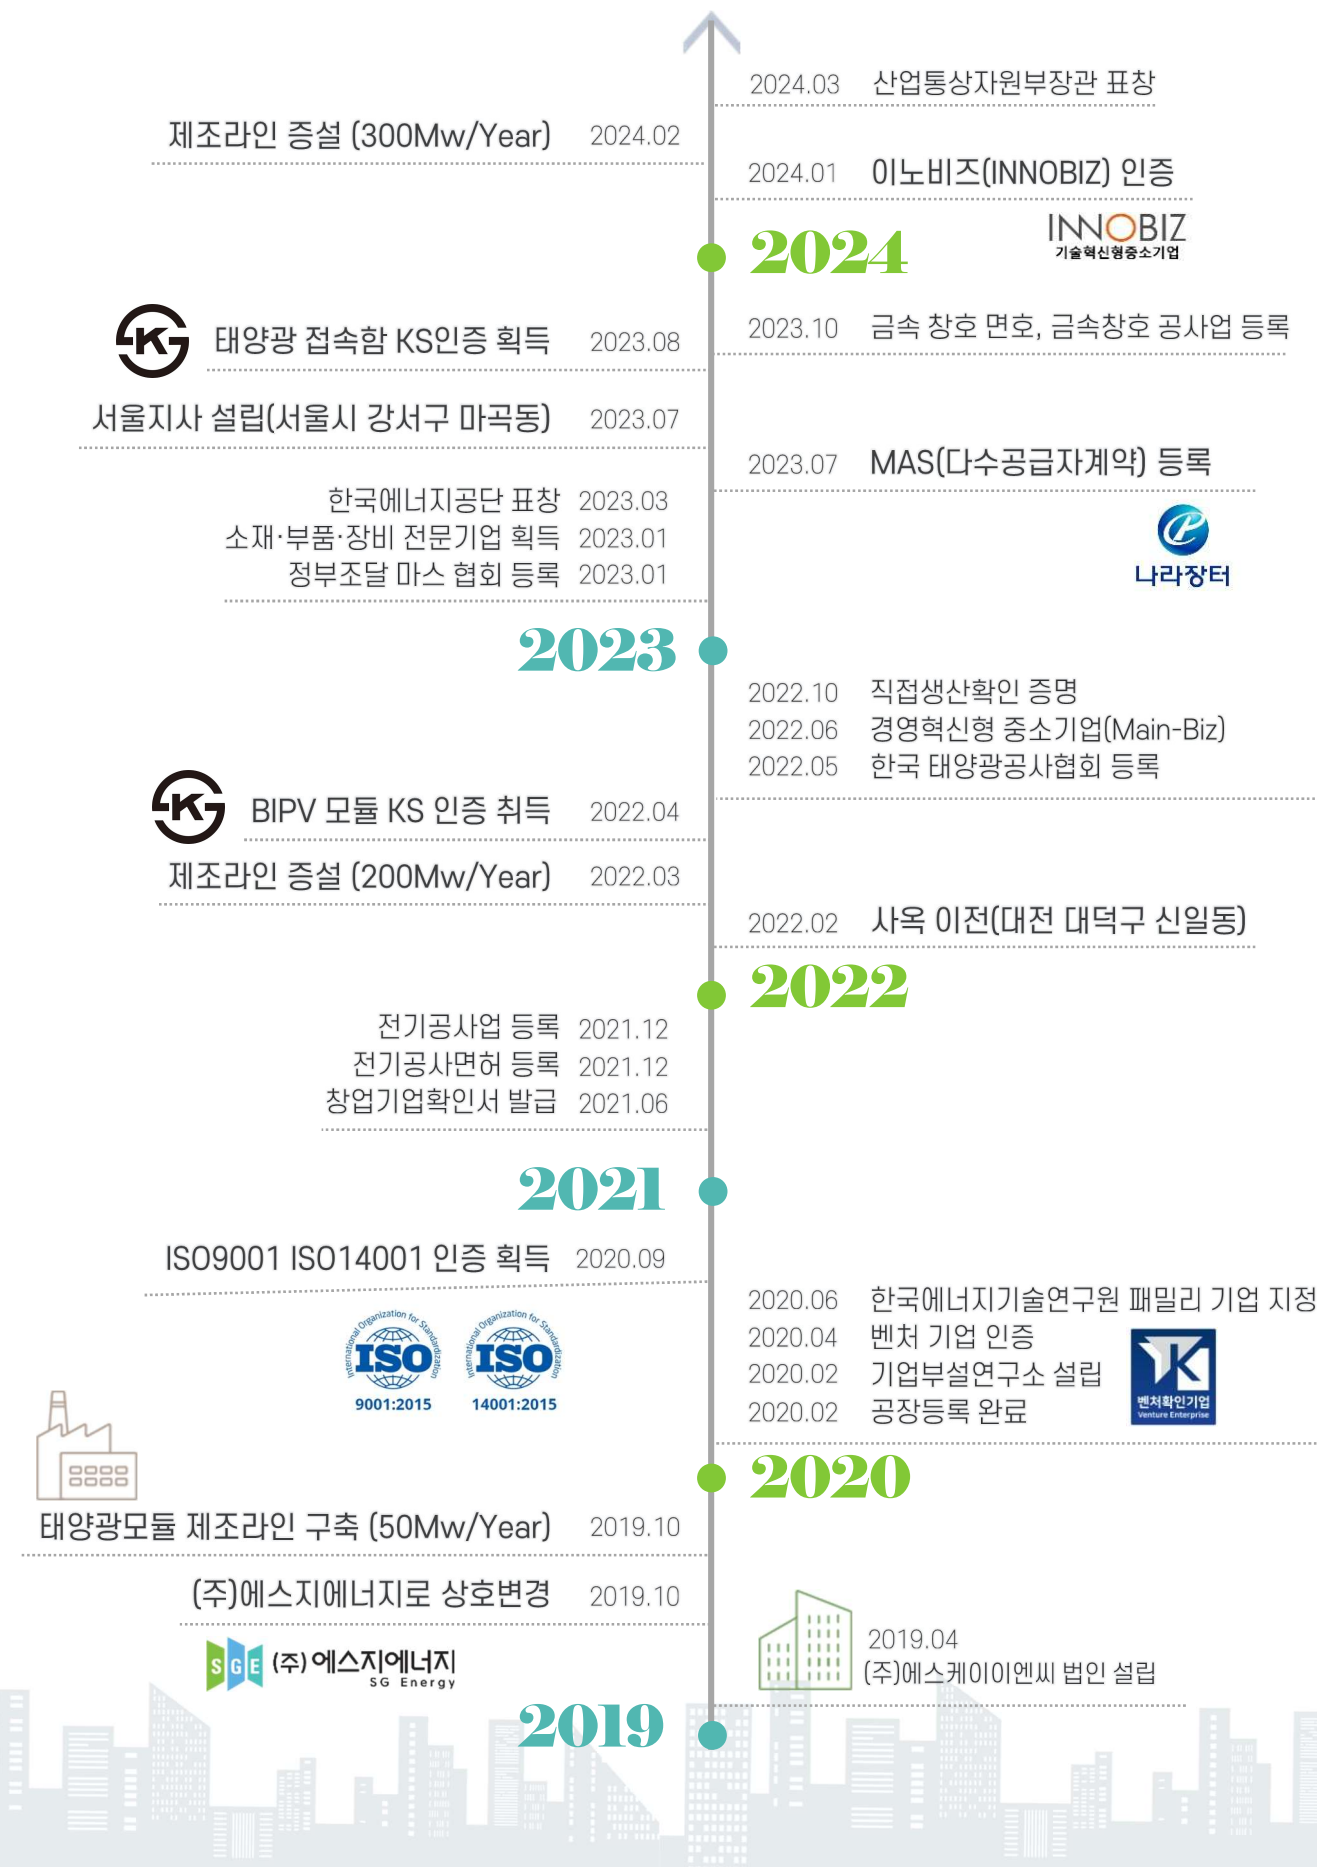 2024.03 산업통상자원부장관 표창
제조라인 증설 (300Mw/Year) 2024.02
2024.01 이노비즈(INNOBIZ) 인증
INNOBIZ
기술혁신형중소기업
2024
2023.10 금속 창호 면호, 금속창호 공사업 등록
태양광 접속함 KS인증 획득 2023.08
서울지사 설립(서울시 강서구 마곡동) 2023.07
2023.07 MAS(다수공급자계약) 등록
나라장터
한국에너지공단 표창 2023.03
소재·부품·장비 전문기업 획득 2023.01
정부조달 마스 협회 등록 2023.01
2023
2022.10 직접생산확인 증명
2022.06 경영혁신형 중소기업(Main-Biz)
2022.05 한국 태양광공사협회 등록
BIPV 모듈 KS 인증 취득 2022.04
제조라인 증설 (200Mw/Year) 2022.03
2022.02 사옥 이전(대전 대덕구 신일동)
2022
전기공사업 등록 2021.12
전기공사면허 등록 2021.12
창업기업확인서 발급 2021.06
2021
ISO9001 ISO14001 인증 획득 2020.09
International Organization for Standardization
ISO
9001:2015
International Organization for Standardization
ISO
14001:2015
2020.06 한국에너지기술연구원 패밀리 기업 지정
2020.04 벤처 기업 인증
2020.02 기업부설연구소 설립
2020.02 공장등록 완료
벤처확인기업
Venture Enterprise
2020
태양광모듈 제조라인 구축 (50Mw/Year) 2019.10
(주)에스지에너지로 상호변경 2019.10
SGE (주)에스지에너지
SG Energy
2019.04
(주)에스케이이엔씨 법인 설립
2019